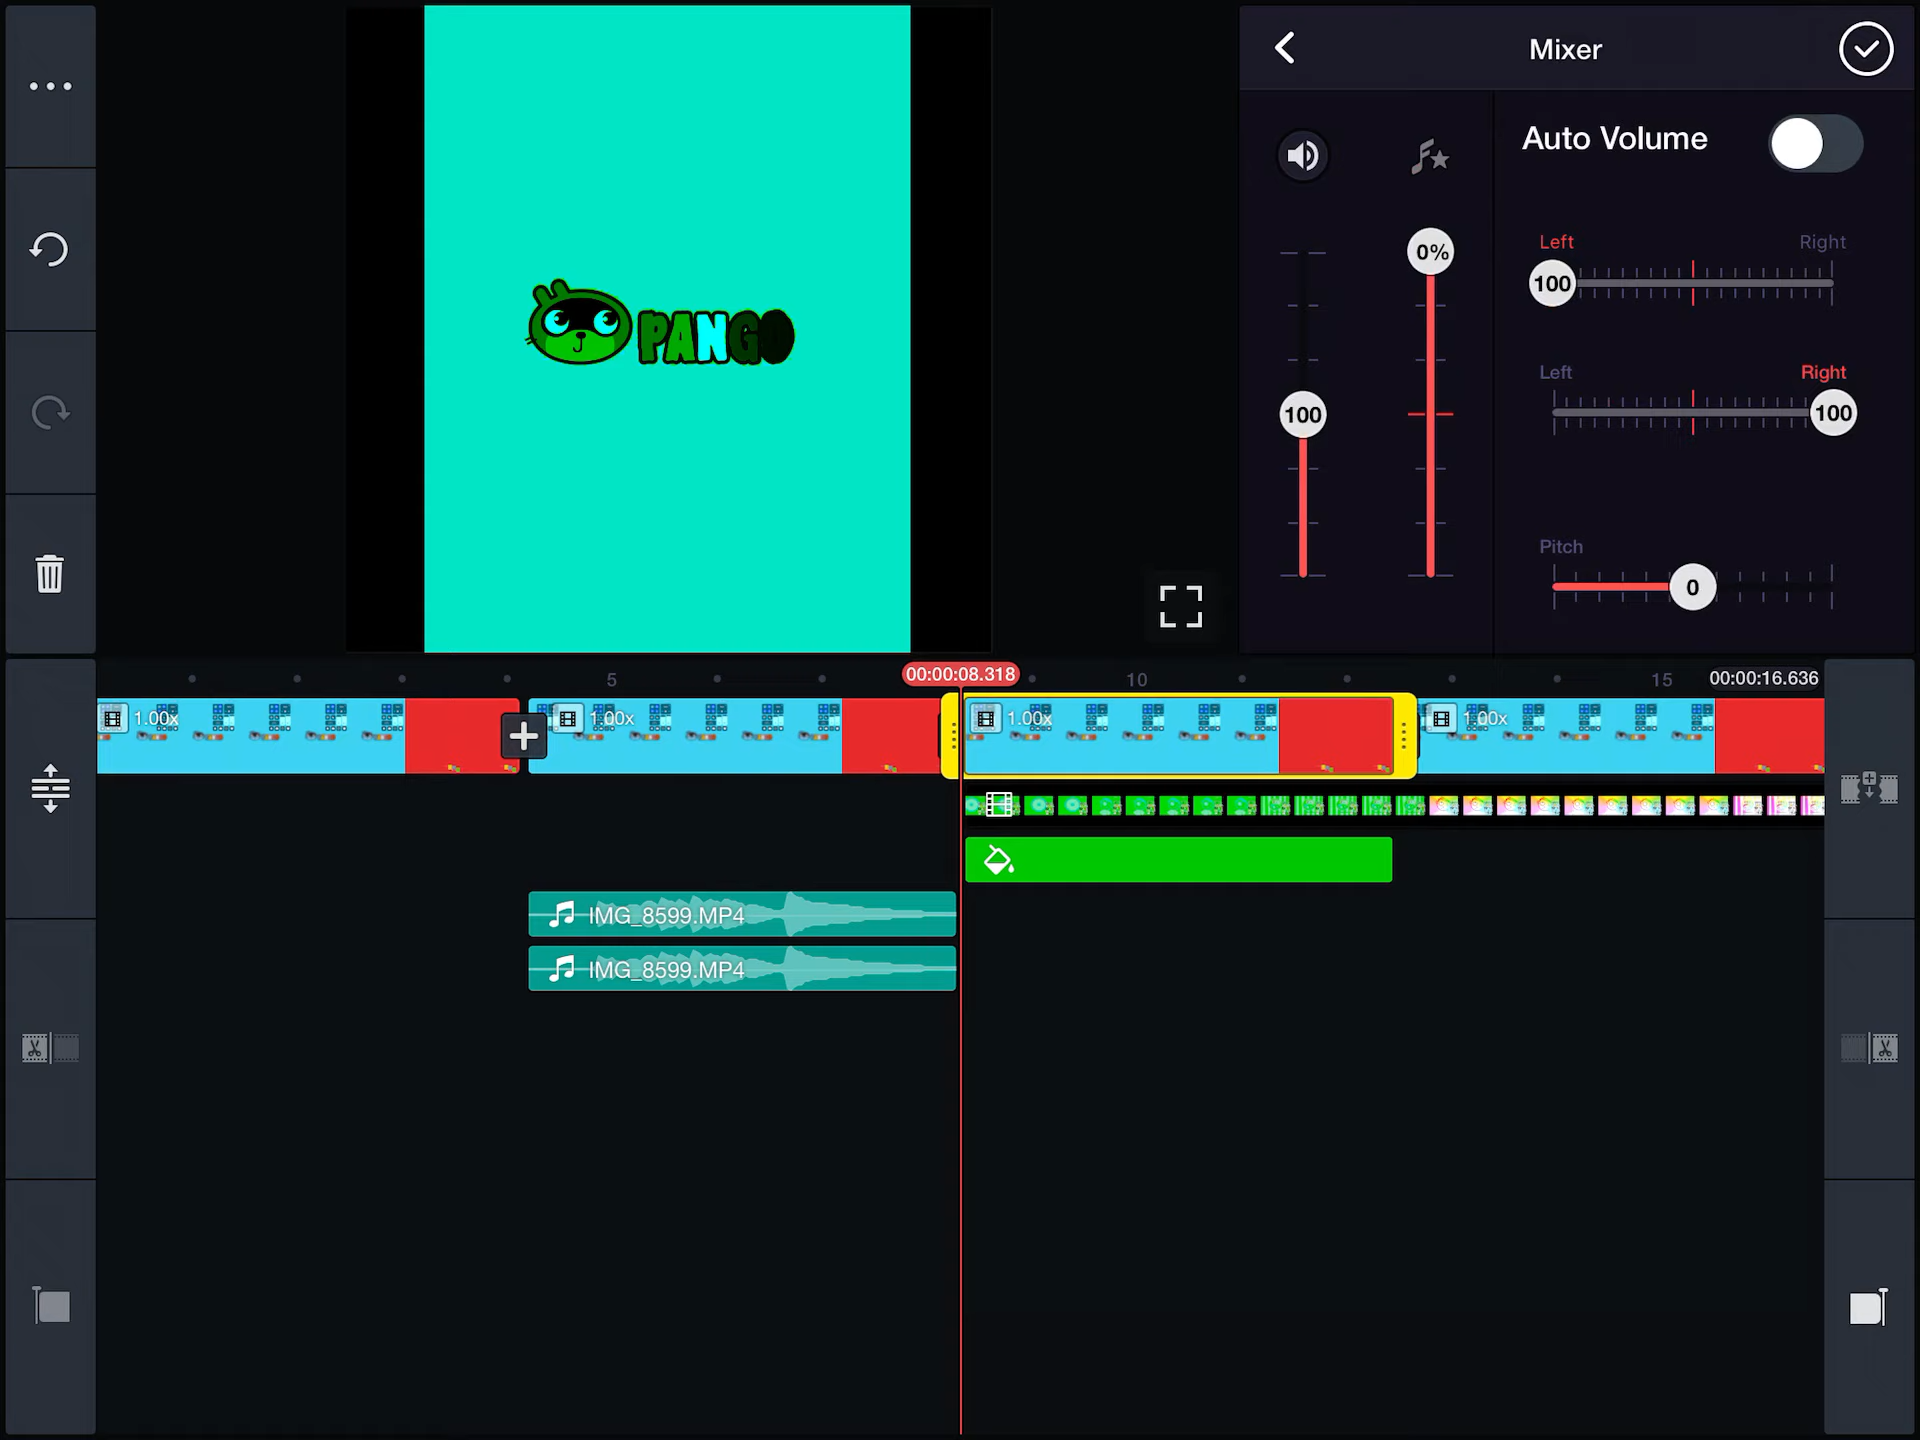 Mixer
Auto Volume
0%
100
Left
Right
100
Left
Right
100
Pitch
0
PANGO
00:00:08.318
5
10
15
00:00:16.636
1.00x
1.00x
1.00x
1.00x
IMG_8599.MP4
IMG_8599.MP4